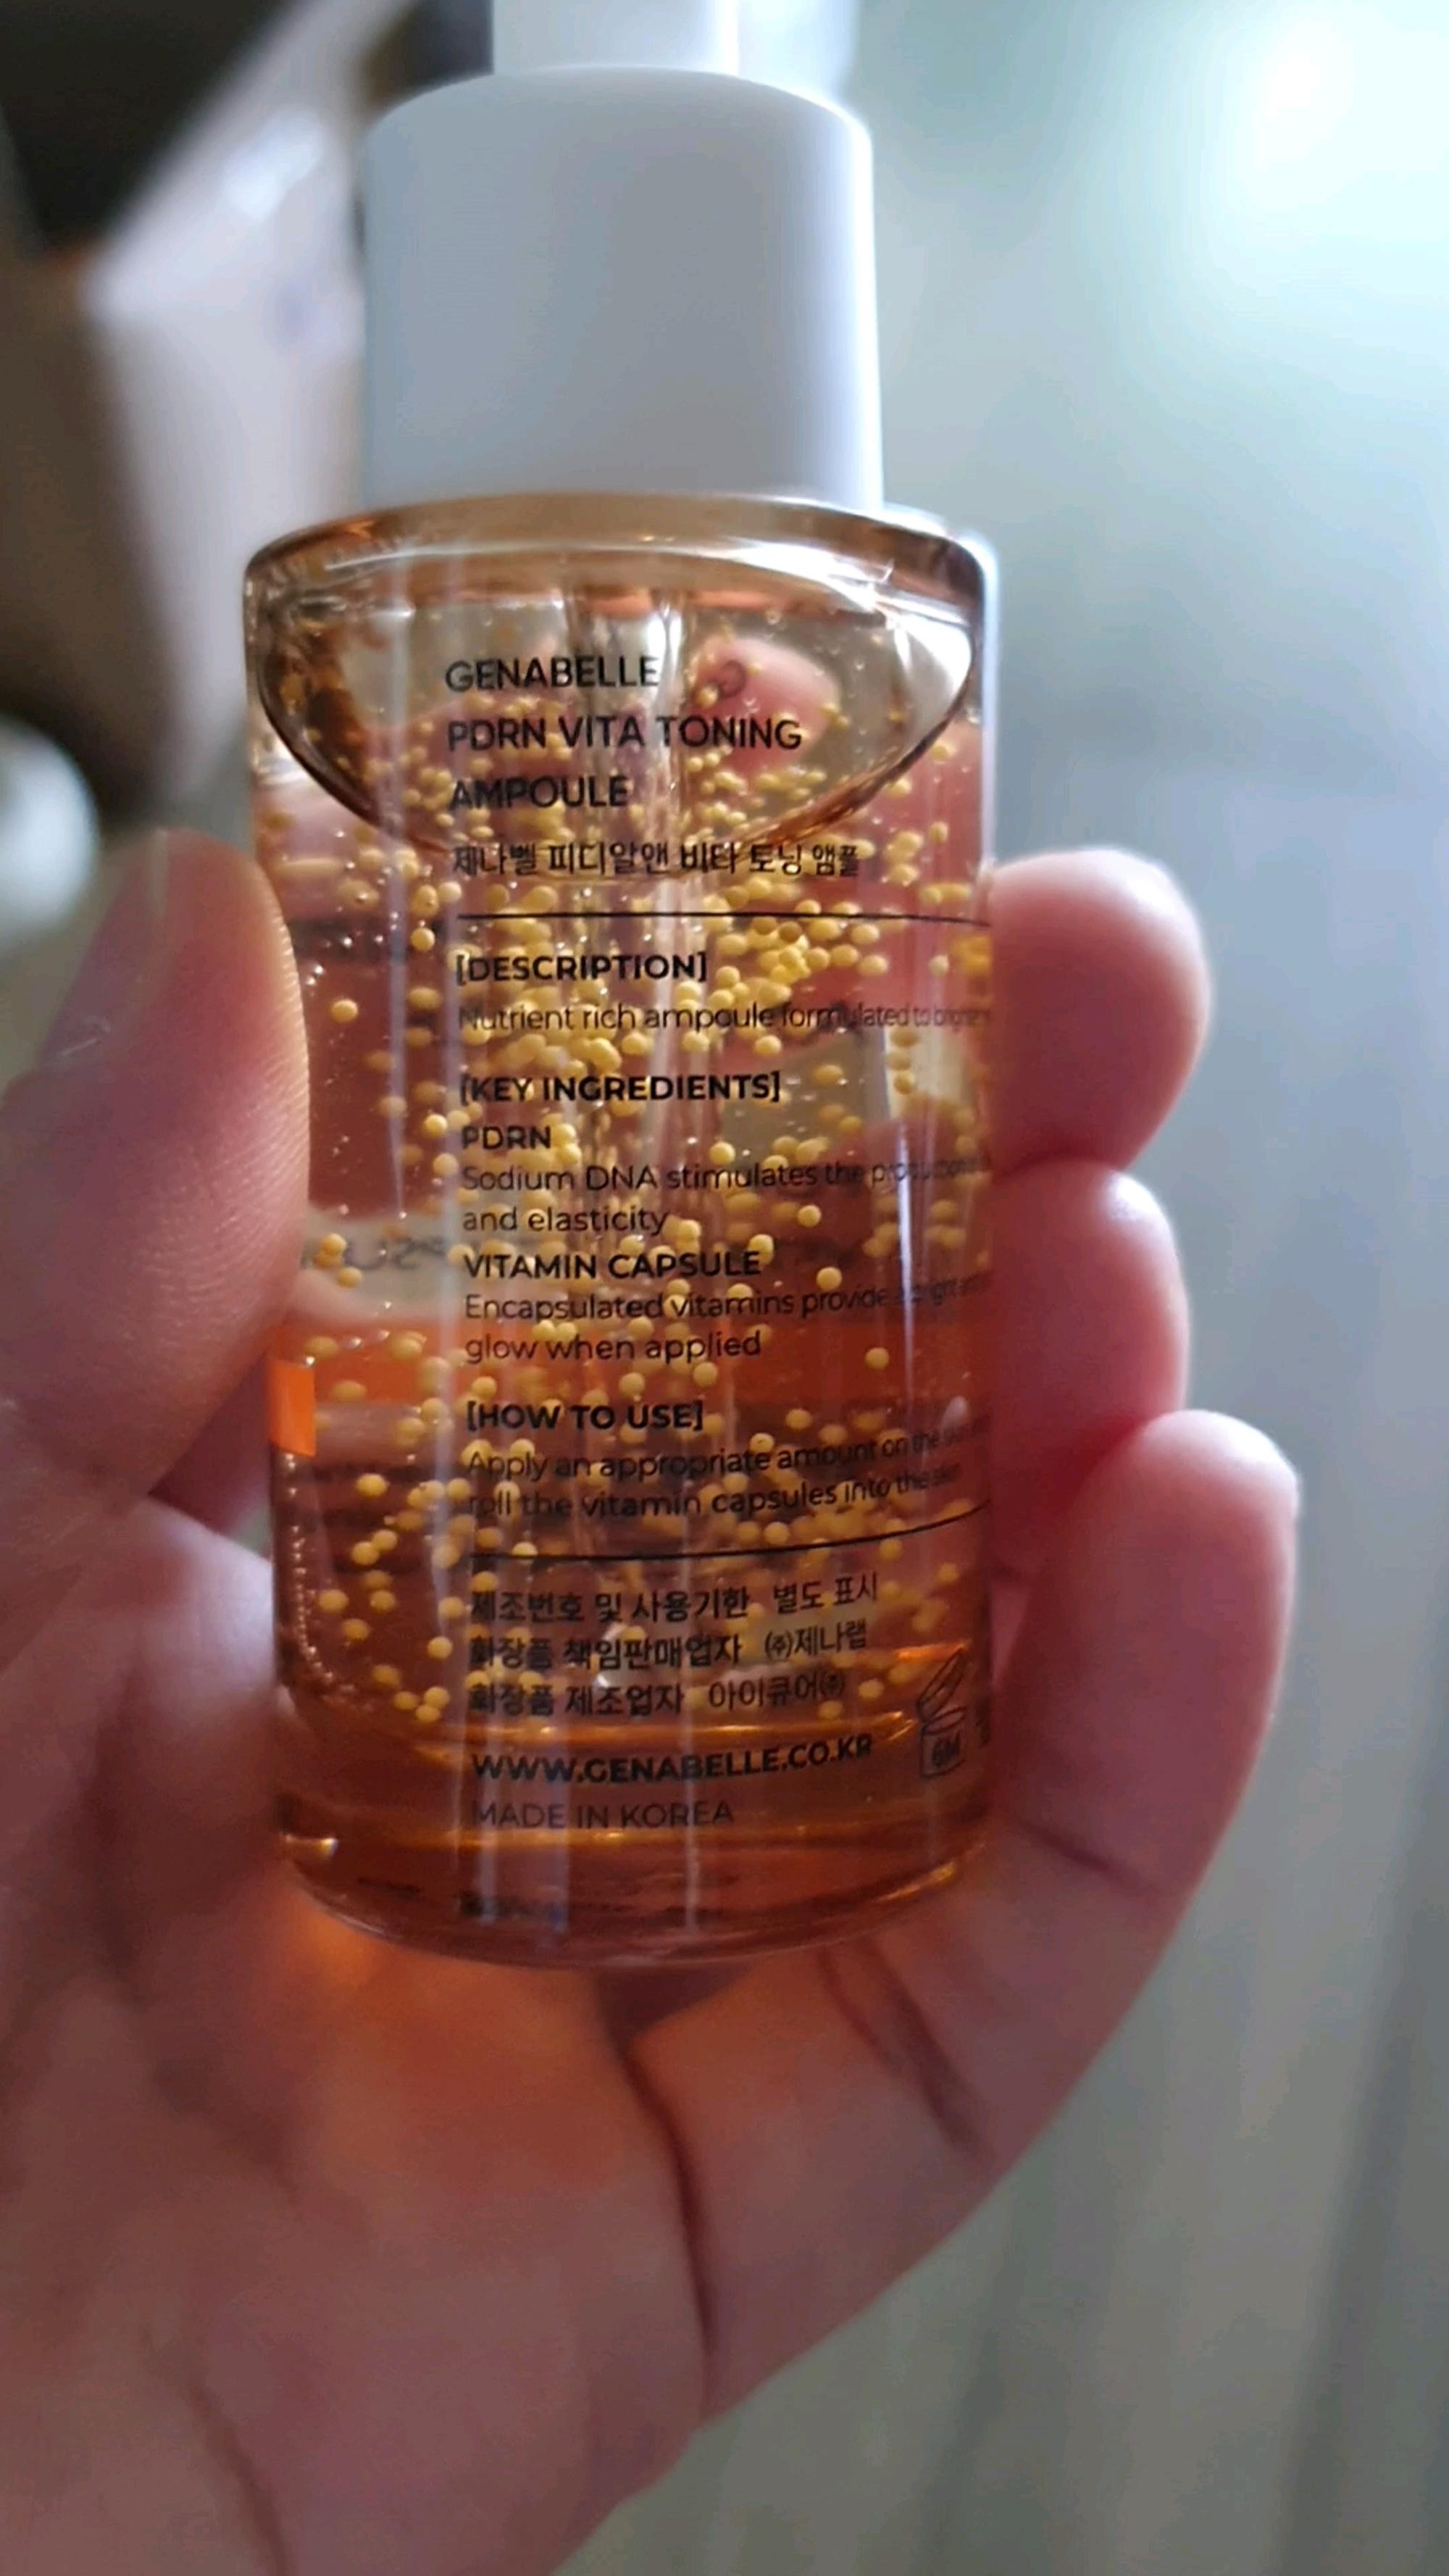 GENABELLE
PDRN VITA TONING
AMPOULE
제나벨 피디알앤 비타 토닝 앰플
[DESCRIPTION]
Nutrient rich ampoule formulated to
[KEY INGREDIENTS]
PDRN
Sodium DNA stimulates the
and elasticity
VITAMIN CAPSULE
Encapsulated vitamins provide
glow when applied
[HOW TO USE]
Apply an appropriate amount on the
roll the vitamin capsules into the skin
제조번호 및 사용기한 별도 표시
화장품 책임판매업자 ㈜제나랩
화장품 제조업자 아이큐어㈜
WWW.GENABELLE.CO.KR
6M
MADE IN KOREA